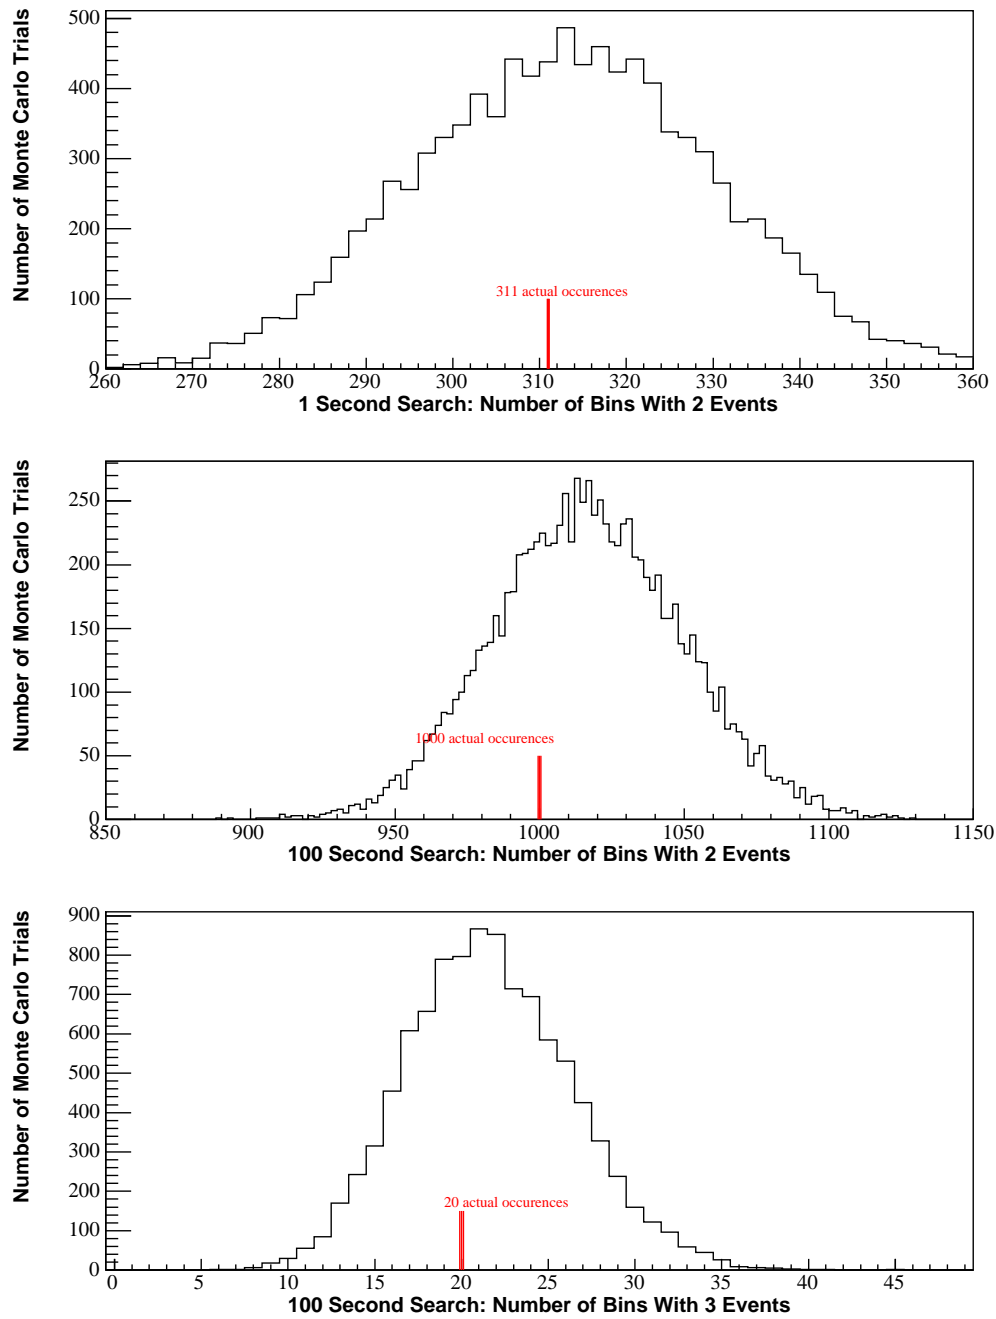 Number of Monte Carlo Trials
500
400
300
200
100
0
311 actual occurences
260 270 280 290 300 310 320 330 340 350 360
1 Second Search: Number of Bins With 2 Events
Number of Monte Carlo Trials
250
200
150
100
50
0
1000 actual occurences
850 900 950 1000 1050 1100 1150
100 Second Search: Number of Bins With 2 Events
Number of Monte Carlo Trials
900
800
700
600
500
400
300
200
100
0
20 actual occurences
0 5 10 15 20 25 30 35 40 45
100 Second Search: Number of Bins With 3 Events